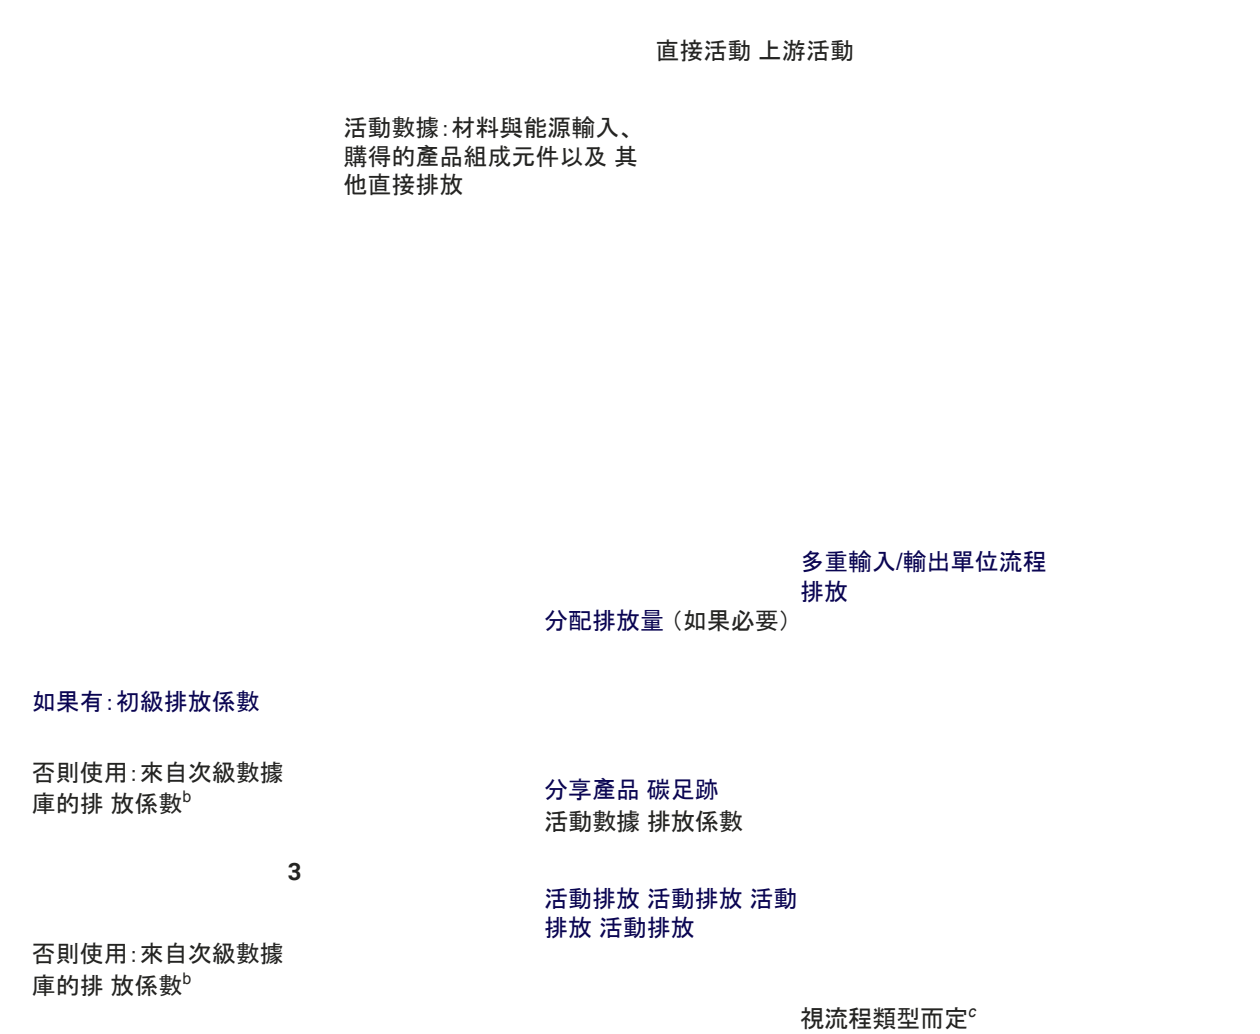 直接活動 上游活動
活動數據：材料與能源輸入、
購得的產品組成元件以及 其
他直接排放
多重輸入/輸出單位流程
排放
分配排放量（如果必要）
如果有：初級排放係數
否則使用：來自次級數據
庫的排 放係數b
分享產品 碳足跡
活動數據 排放係數
3
活動排放 活動排放 活動
排放 活動排放
否則使用：來自次級數據
庫的排 放係數b
視流程類型而定c